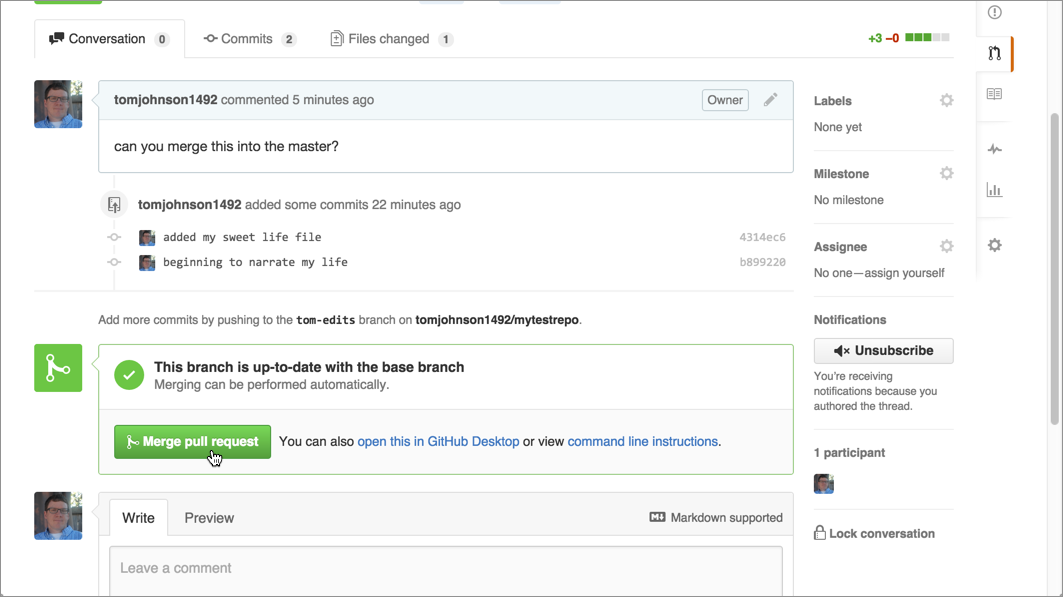 Conversation 0
Commits 2
Files changed 1
+3 −0
tomjohnson1492 commented 5 minutes ago
Owner
can you merge this into the master?
tomjohnson1492 added some commits 22 minutes ago
added my sweet life file 4314ec6
beginning to narrate my life b899220
Add more commits by pushing to the tom-edits branch on tomjohnson1492/mytestrepo.
This branch is up-to-date with the base branch
Merging can be performed automatically.
Merge pull request
You can also open this in GitHub Desktop or view command line instructions.
Write
Preview
Markdown supported
Leave a comment
Labels
None yet
Milestone
No milestone
Assignee
No one—assign yourself
Notifications
Unsubscribe
You're receiving
notifications because you
authored the thread.
1 participant
Lock conversation